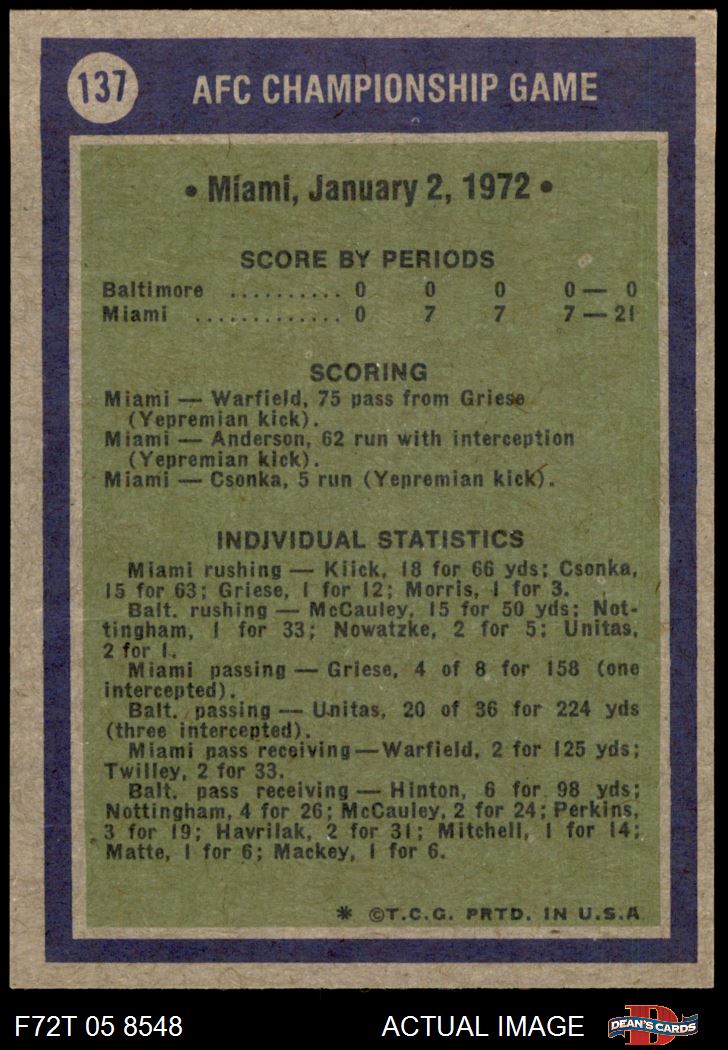 137
AFC CHAMPIONSHIP GAME
• Miami, January 2, 1972 •
SCORE BY PERIODS
Baltimore .......... 0 0 0 0 — 0
Miami ............. 0 7 7 7 — 21
SCORING
Miami — Warfield, 75 pass from Griese
(Yepremian kick).
Miami — Anderson, 62 run with interception
(Yepremian kick).
Miami — Csonka, 5 run (Yepremian kick).
INDIVIDUAL STATISTICS
Miami rushing — Kiick, 18 for 66 yds; Csonka,
15 for 63; Griese, 1 for 12; Morris, 1 for 3.
Balt. rushing — McCauley, 15 for 50 yds; Not-
tingham, 1 for 33; Nowatzke, 2 for 5; Unitas,
2 for 1.
Miami passing — Griese, 4 of 8 for 158 (one
intercepted).
Balt. passing — Unitas, 20 of 36 for 224 yds
(three intercepted).
Miami pass receiving — Warfield, 2 for 125 yds;
Twilley, 2 for 33.
Balt. pass receiving — Hinton, 6 for 98 yds;
Nottingham, 4 for 26; McCauley, 2 for 24; Perkins,
3 for 19; Havrilak, 2 for 31; Mitchell, 1 for 14;
Matte, 1 for 6; Mackey, 1 for 6.
* ©T.C.G. PRTD. IN U.S.A
F72T 05 8548
ACTUAL IMAGE
D
DEAN'S CARDS